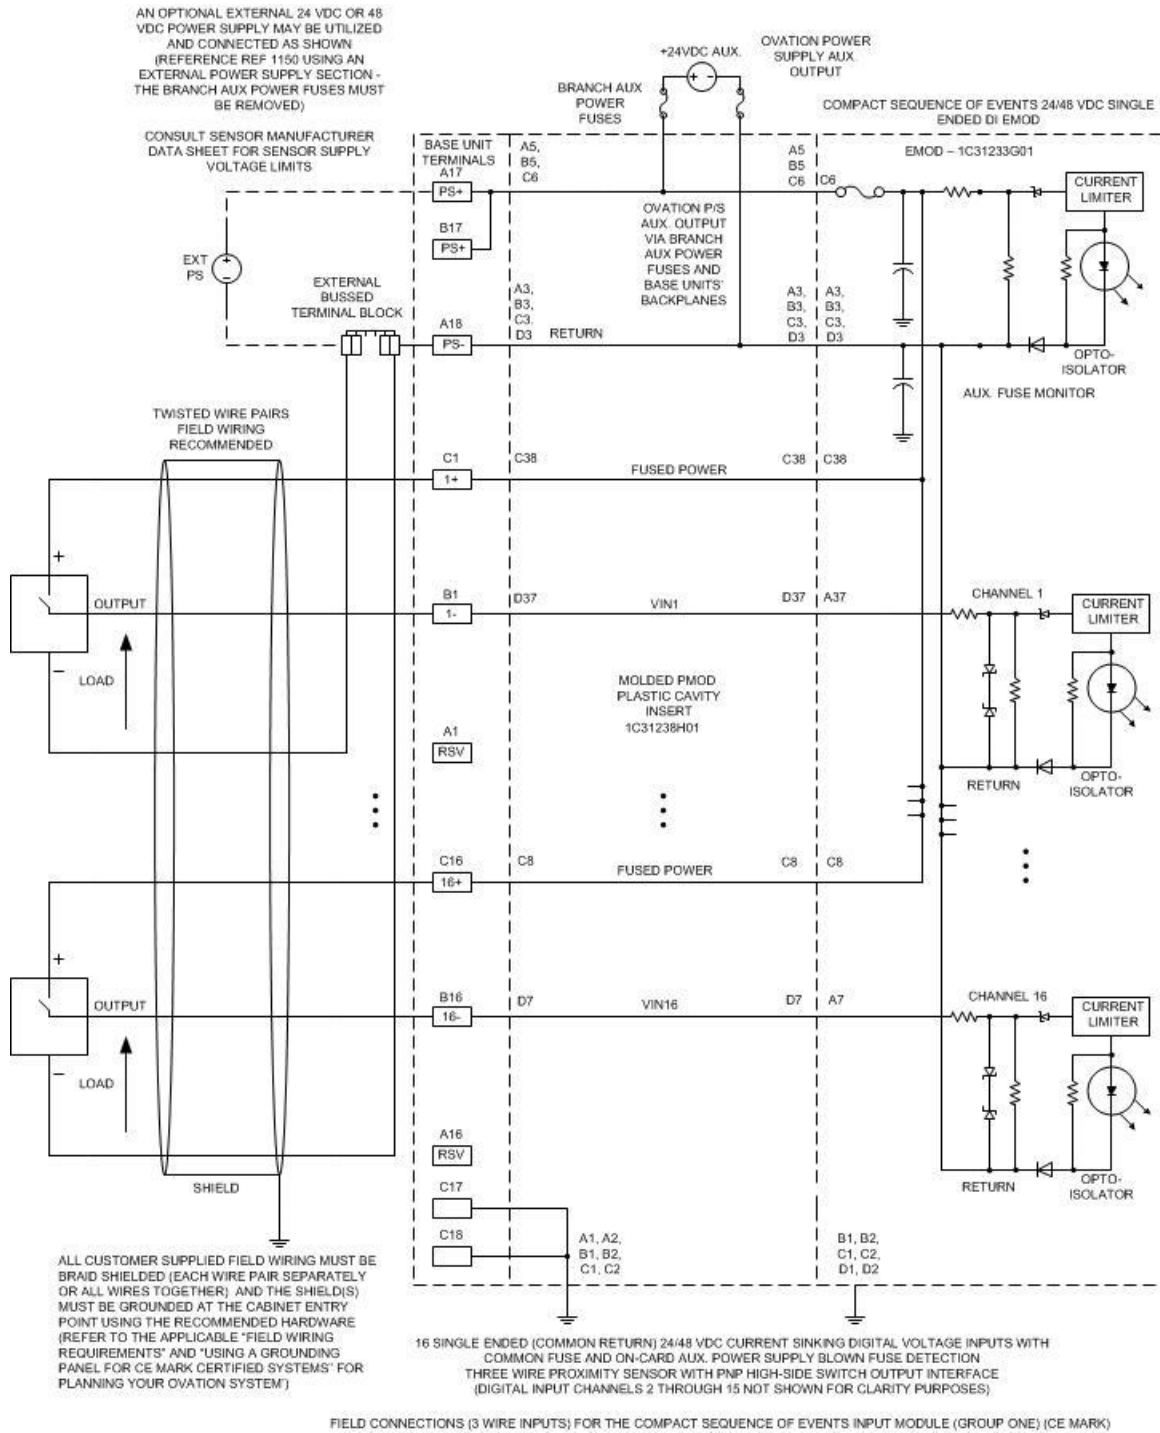 AN OPTIONAL EXTERNAL 24 VDC OR 48
VDC POWER SUPPLY MAY BE UTILIZED
AND CONNECTED AS SHOWN
(REFERENCE REF 1150 USING AN
EXTERNAL POWER SUPPLY SECTION -
THE BRANCH AUX POWER FUSES MUST
BE REMOVED)
CONSULT SENSOR MANUFACTURER
DATA SHEET FOR SENSOR SUPPLY
VOLTAGE LIMITS
+24VDC AUX.
OVATION POWER
SUPPLY AUX.
OUTPUT
BRANCH AUX
POWER
FUSES
COMPACT SEQUENCE OF EVENTS 24/48 VDC SINGLE
ENDED DI EMOD
EMOD – 1C31233G01
BASE UNIT
TERMINALS
A17
PS+
B17
PS+
A5,
B5,
C6
A5
B5
C6
C6
CURRENT
LIMITER
OVATION P/S
AUX. OUTPUT
VIA BRANCH
AUX POWER
FUSES AND
BASE UNITS'
BACKPLANES
EXT
PS
+
−
EXTERNAL
BUSSED
TERMINAL BLOCK
A18
PS-
A3,
B3,
C3,
D3
RETURN
A3,
B3,
C3,
D3
A3,
B3,
C3,
D3
OPTO-
ISOLATOR
AUX. FUSE MONITOR
TWISTED WIRE PAIRS
FIELD WIRING
RECOMMENDED
C1
1+
C38
FUSED POWER
C38
C38
+
OUTPUT
−
LOAD
B1
1-
D37
VIN1
D37
A37
CHANNEL 1
CURRENT
LIMITER
MOLDED PMOD
PLASTIC CAVITY
INSERT
1C31238H01
A1
RSV
RETURN
OPTO-
ISOLATOR
C16
16+
C8
FUSED POWER
C8
C8
+
OUTPUT
−
LOAD
B16
16-
D7
VIN16
D7
A7
CHANNEL 16
CURRENT
LIMITER
A16
RSV
RETURN
OPTO-
ISOLATOR
SHIELD
C17
C18
A1, A2,
B1, B2,
C1, C2
B1, B2,
C1, C2,
D1, D2
ALL CUSTOMER SUPPLIED FIELD WIRING MUST BE
BRAID SHIELDED (EACH WIRE PAIR SEPARATELY
OR ALL WIRES TOGETHER) AND THE SHIELD(S)
MUST BE GROUNDED AT THE CABINET ENTRY
POINT USING THE RECOMMENDED HARDWARE
(REFER TO THE APPLICABLE "FIELD WIRING
REQUIREMENTS" AND "USING A GROUNDING
PANEL FOR CE MARK CERTIFIED SYSTEMS" FOR
PLANNING YOUR OVATION SYSTEM')
16 SINGLE ENDED (COMMON RETURN) 24/48 VDC CURRENT SINKING DIGITAL VOLTAGE INPUTS WITH
COMMON FUSE AND ON-CARD AUX. POWER SUPPLY BLOWN FUSE DETECTION
THREE WIRE PROXIMITY SENSOR WITH PNP HIGH-SIDE SWITCH OUTPUT INTERFACE
(DIGITAL INPUT CHANNELS 2 THROUGH 15 NOT SHOWN FOR CLARITY PURPOSES)
FIELD CONNECTIONS (3 WIRE INPUTS) FOR THE COMPACT SEQUENCE OF EVENTS INPUT MODULE (GROUP ONE) (CE MARK)